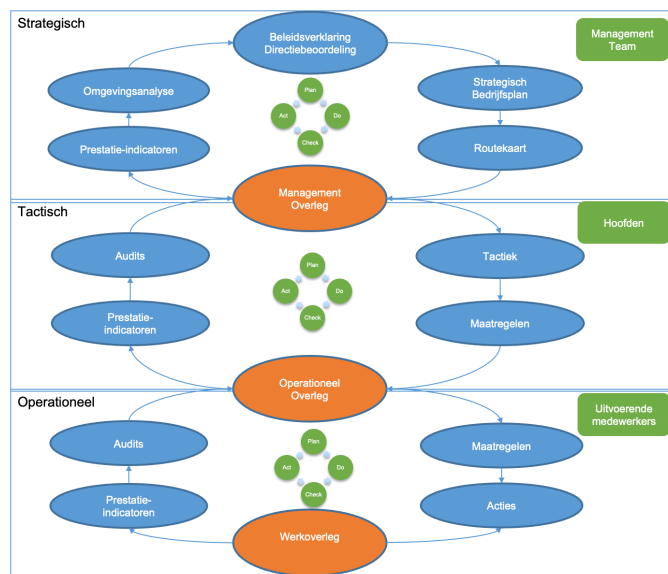 Strategisch
Beleidsverklaring
Directiebeoordeling
Management
Team
Omgevingsanalyse
Strategisch
Bedrijfsplan
Plan
Act
Do
Check
Prestatie-indicatoren
Routekaart
Management
Overleg
Tactisch
Hoofden
Audits
Tactiek
Plan
Act
Do
Check
Prestatie-
indicatoren
Maatregelen
Operationeel
Overleg
Operationeel
Uitvoerende
medewerkers
Audits
Maatregelen
Plan
Act
Do
Check
Prestatie-
indicatoren
Acties
Werkoverleg